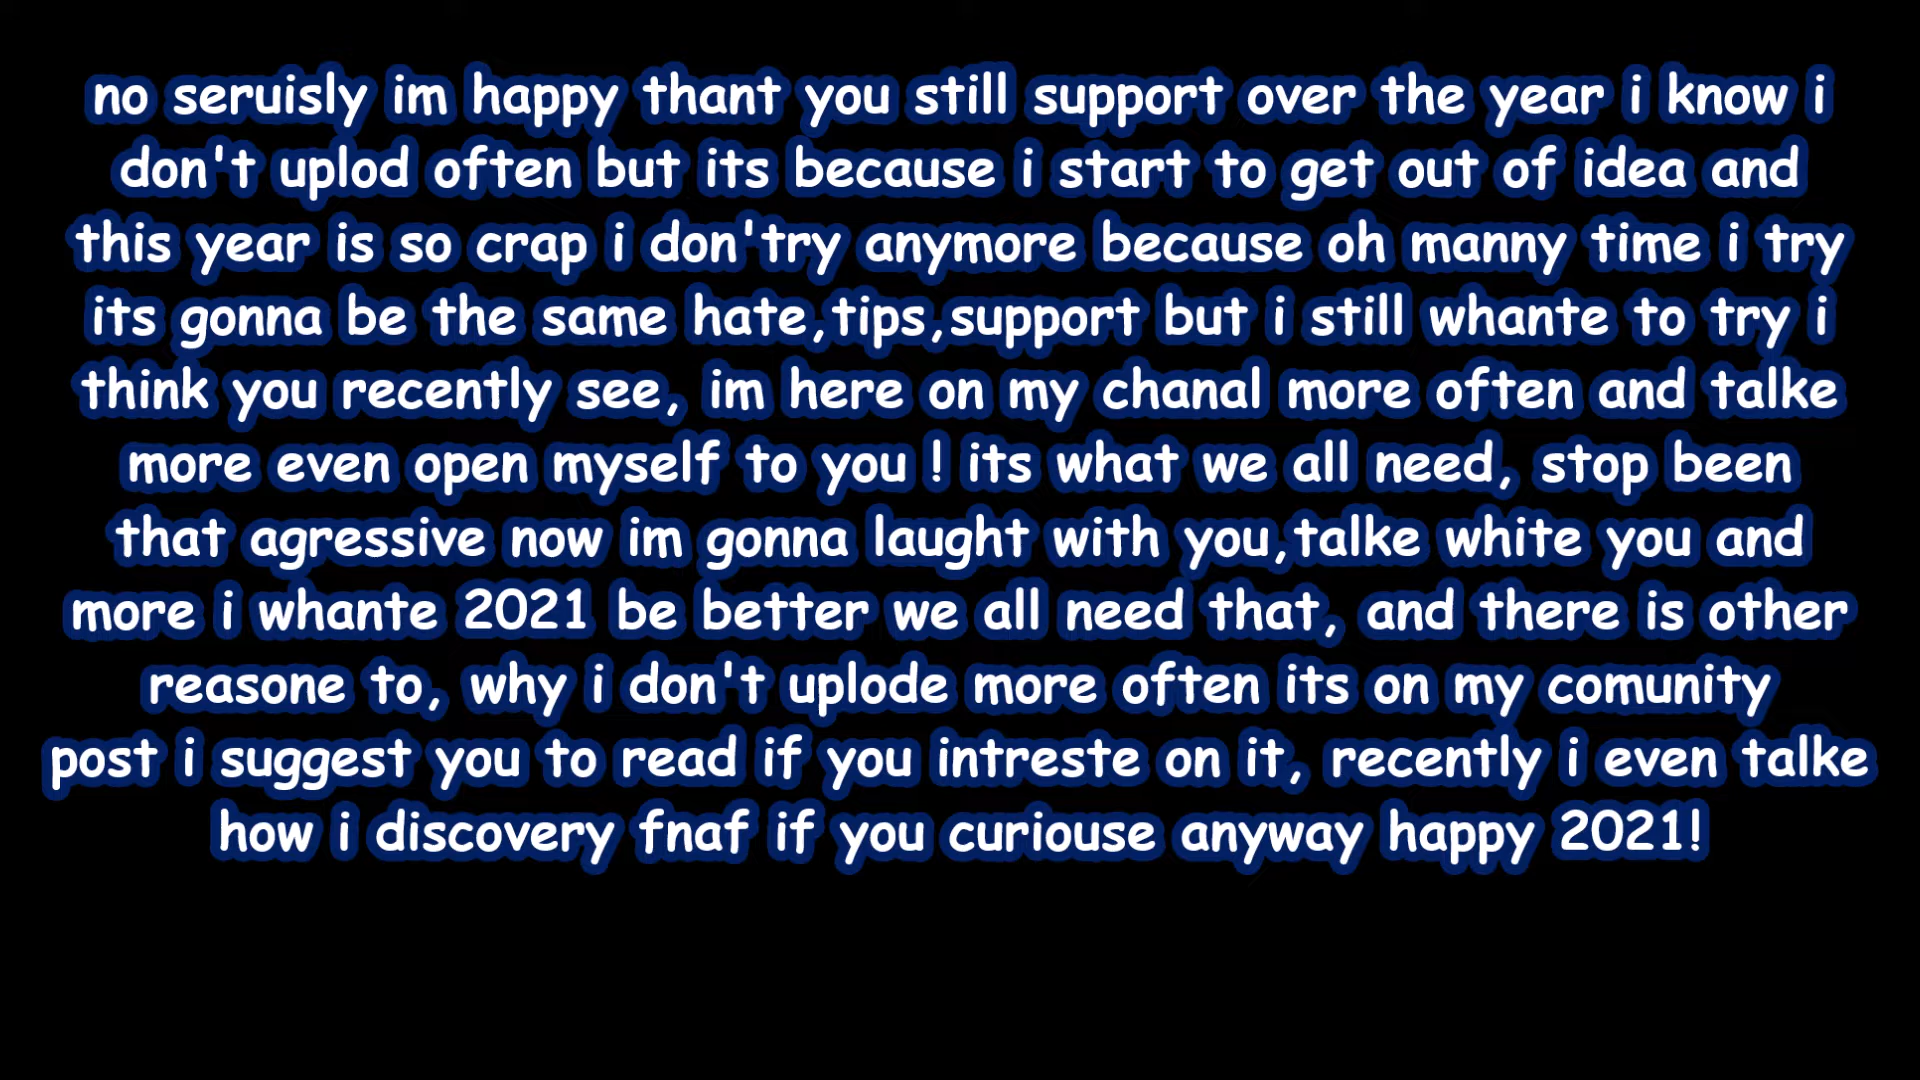 no seruisly im happy thant you still support over the year i know i
don't uplod often but its because i start to get out of idea and
this year is so crap i don'try anymore because oh manny time i try
its gonna be the same hate,tips,support but i still whante to try i
think you recently see, im here on my chanal more often and talke
more even open myself to you ! its what we all need, stop been
that agressive now im gonna laught with you,talke white you and
more i whante 2021 be better we all need that, and there is other
reasone to, why i don't uplode more often its on my comunity
post i suggest you to read if you intreste on it, recently i even talke
how i discovery fnaf if you curiouse anyway happy 2021!